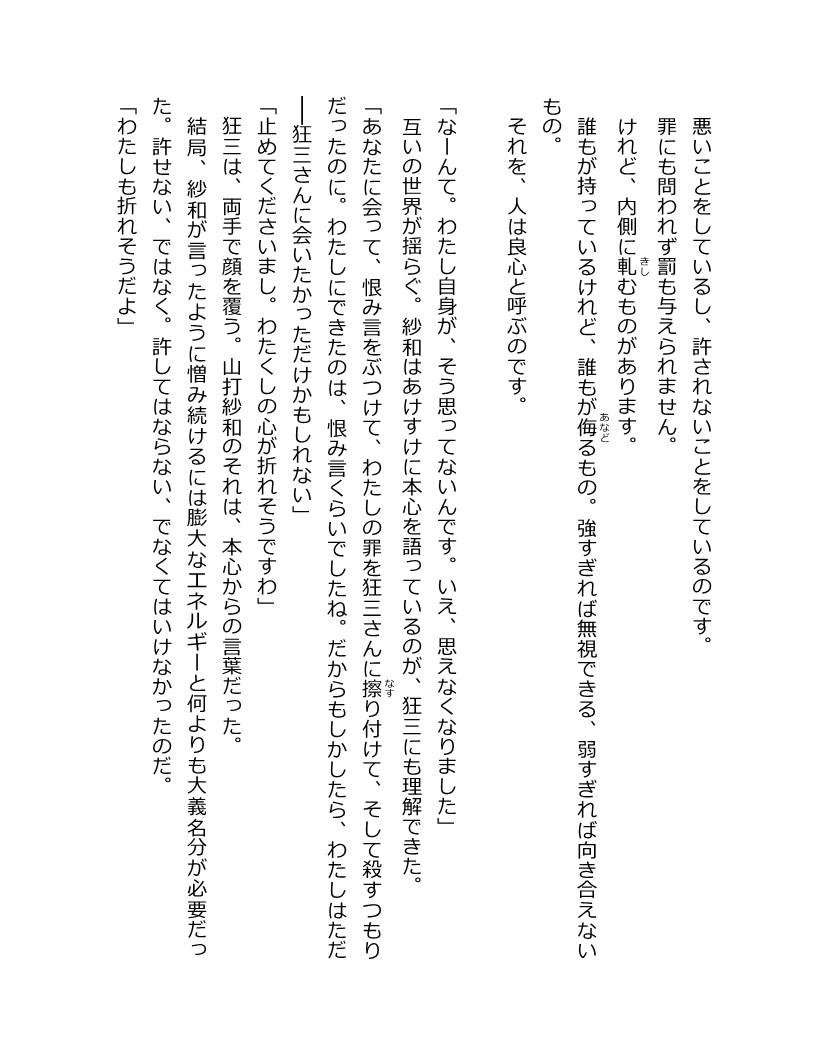 悪いことをしているし、許されないことをしているのです。
罪にも問われず罰も与えられません。
けれど、内側に軋むものがあります。
きし
誰もが持っているけれど、誰もが侮るもの。強すぎれば無視できる、弱すぎれば向き合えない
あなど
もの。
それを、人は良心と呼ぶのです。
「なーんて。わたし自身が、そう思ってないんです。いえ、思えなくなりました」
互いの世界が揺らぐ。紗和はあけすけに本心を語っているのが、狂三にも理解できた。
「あなたに会って、恨み言をぶつけて、わたしの罪を狂三さんに擦り付けて、そして殺すつもり
なす
だったのに。わたしにできたのは、恨み言くらいでしたね。だからもしかしたら、わたしはただ
──狂三さんに会いたかっただけかもしれない」
「止めてくださいまし。わたくしの心が折れそうですわ」
狂三は、両手で顔を覆う。山打紗和のそれは、本心からの言葉だった。
結局、紗和が言ったように憎み続けるには膨大なエネルギーと何よりも大義名分が必要だっ
た。許せない、ではなく。許してはならない、でなくてはいけなかったのだ。
「わたしも折れそうだよ」